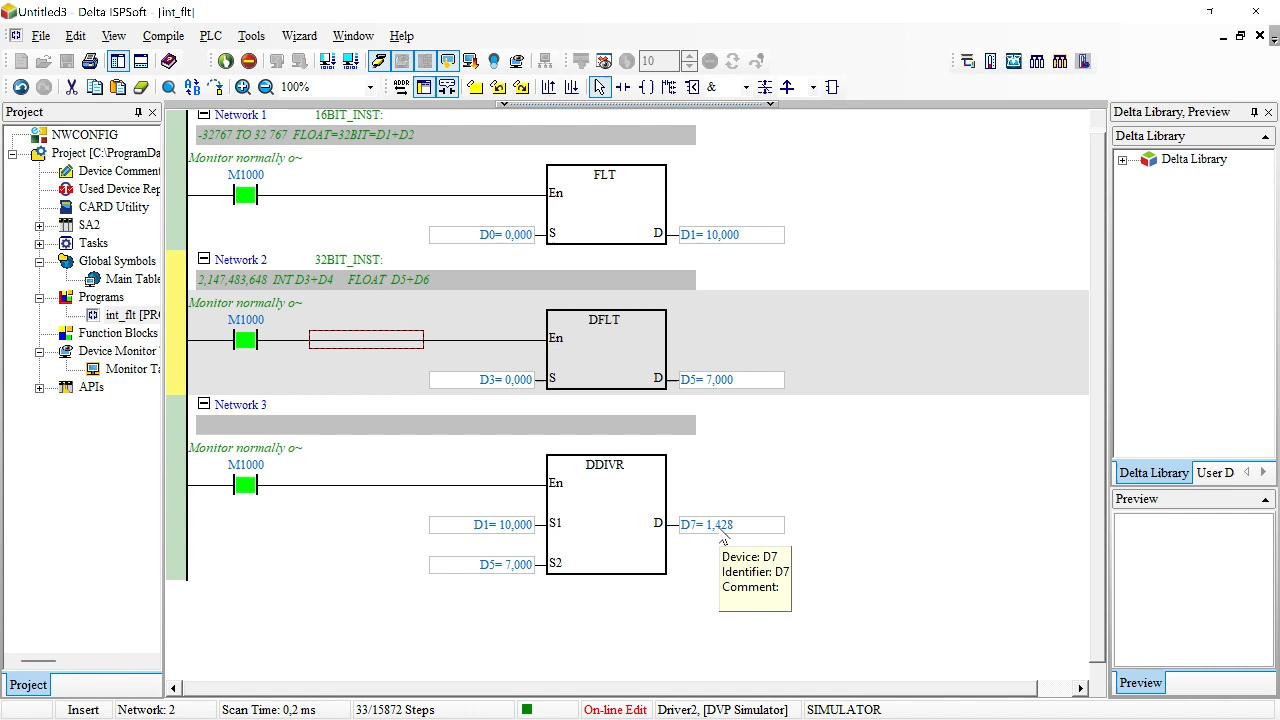 Untitled3 - Delta ISPSoft - [int_flt]
File Edit View Compile PLC Tools Wizard Window Help
10
100% &
Project
NWCONFIG
Project [C:\ProgramDa
Device Comment
Used Device Rep
CARD Utility
SA2
Tasks
Global Symbols
Main Table
Programs
int_flt [PRO
Function Blocks
Device Monitor
Monitor Ta
APIs
Project
Network 1 16BIT_INST:
-32767 TO 32 767 FLOAT=32BIT=D1+D2
Monitor normally o~
M1000
FLT
En
D0= 0,000 S D D1= 10,000
Network 2 32BIT_INST:
2,147,483,648 INT D3+D4 FLOAT D5+D6
Monitor normally o~
M1000
DFLT
En
D3= 0,000 S D D5= 7,000
Network 3
Monitor normally o~
M1000
DDIVR
En
D1= 10,000 S1 D D7= 1,428
D5= 7,000 S2
Device: D7
Identifier: D7
Comment:
Delta Library, Preview
Delta Library
Delta Library
Delta Library User D
Preview
Preview
Insert Network: 2 Scan Time: 0,2 ms 33/15872 Steps On-line Edit Driver2, [DVP Simulator] SIMULATOR